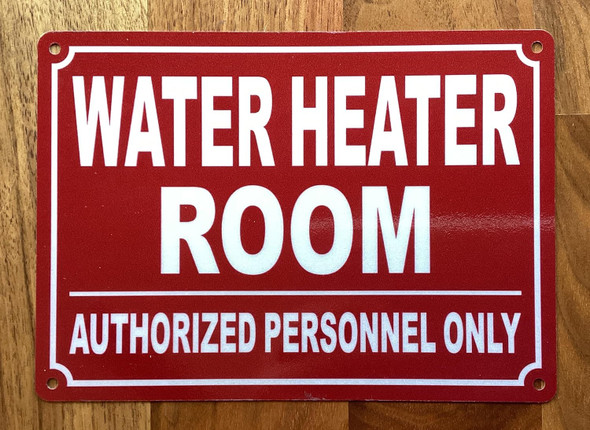 WATER HEATER
ROOM
AUTHORIZED PERSONNEL ONLY